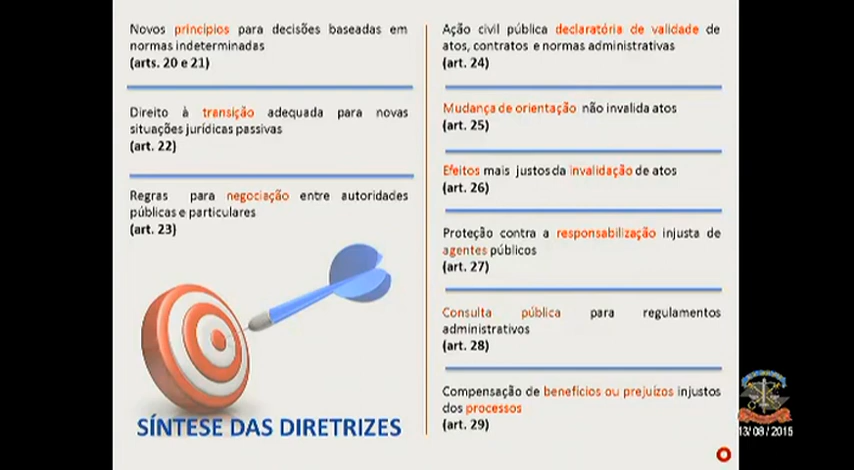 Novos princípios para decisões baseadas em
normas indeterminadas
(arts. 20 e 21)
Direito à transição adequada para novas
situações jurídicas passivas
(art. 22)
Regras para negociação entre autoridades
públicas e particulares
(art. 23)
SÍNTESE DAS DIRETRIZES
Ação civil pública declaratória de validade de
atos, contratos e normas administrativas
(art. 24)
Mudança de orientação não invalida atos
(art. 25)
Efeitos mais justos da invalidação de atos
(art. 26)
Proteção contra a responsabilização injusta de
agentes públicos
(art. 27)
Consulta pública para regulamentos
administrativos
(art. 28)
Compensação de benefícios ou prejuízos injustos
dos processos
(art. 29)
13/08/2015